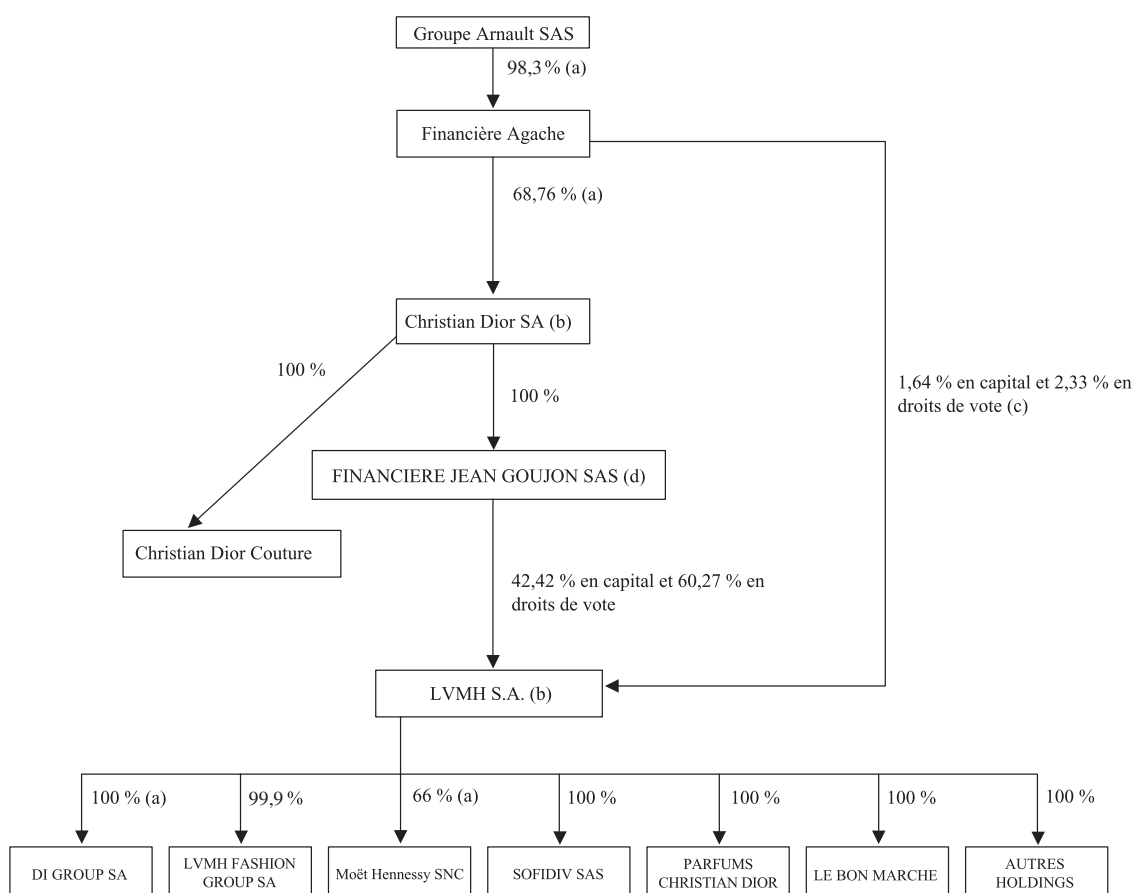 Groupe Arnault SAS
98,3 % (a)
Financière Agache
68,76 % (a)
Christian Dior SA (b)
100 %
100 %
1,64 % en capital et 2,33 % en
droits de vote (c)
FINANCIERE JEAN GOUJON SAS (d)
Christian Dior Couture
42,42 % en capital et 60,27 % en
droits de vote
LVMH S.A. (b)
100 % (a)
99,9 %
66 % (a)
100 %
100 %
100 %
100 %
DI GROUP SA
LVMH FASHION
GROUP SA
Moët Hennessy SNC
SOFIDIV SAS
PARFUMS
CHRISTIAN DIOR
LE BON MARCHE
AUTRES
HOLDINGS